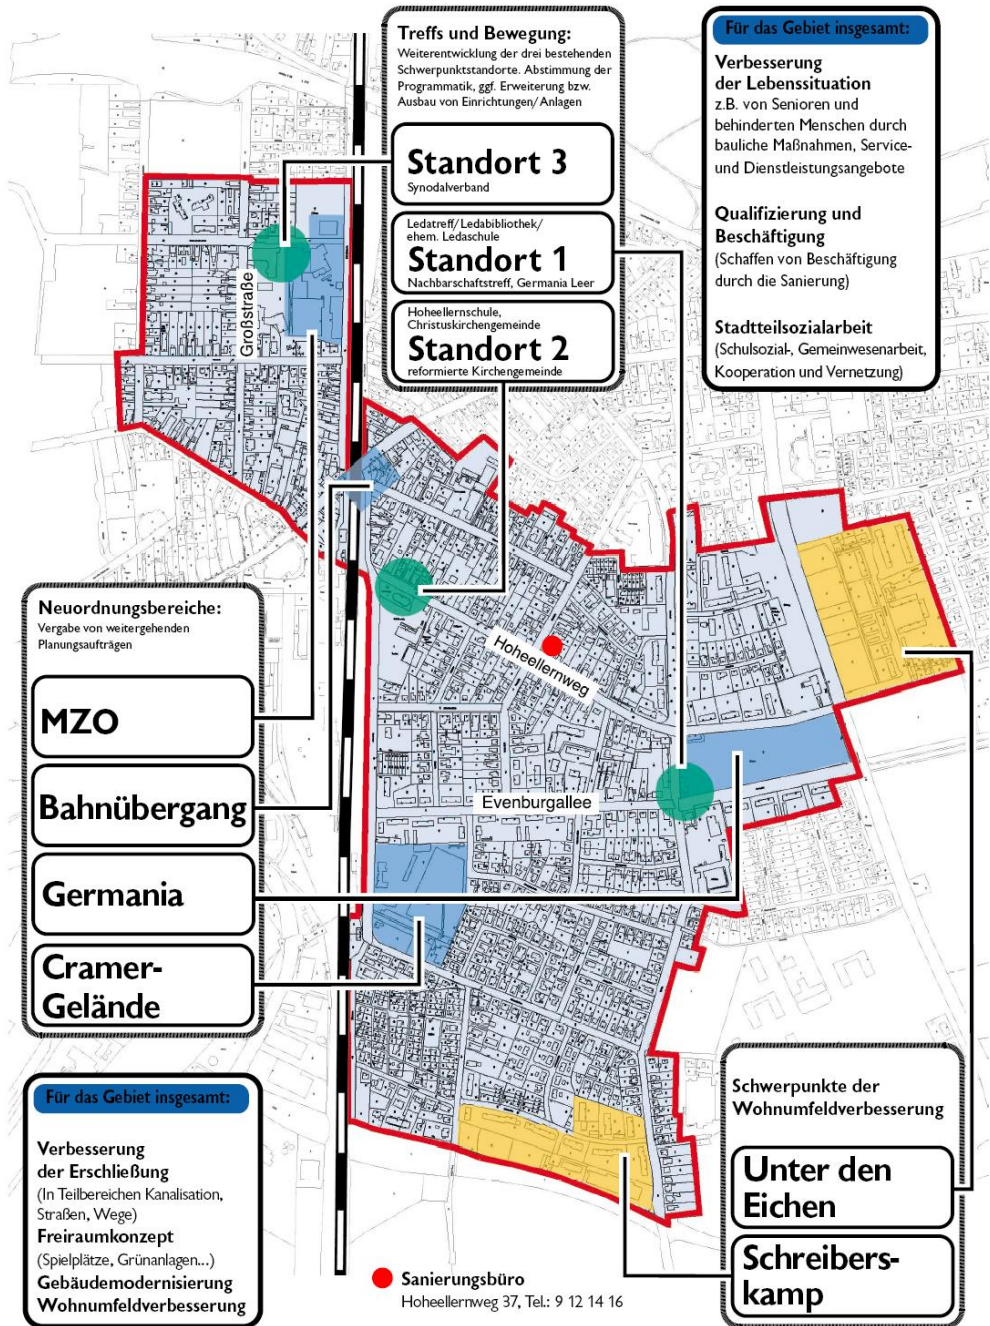 Treffs und Bewegung:
Weiterentwicklung der drei bestehenden
Schwerpunktstandorte. Abstimmung der
Programmatik, ggf. Erweiterung bzw.
Ausbau von Einrichtungen/Anlagen
Standort 3
Synodalverband
Ledatreff/Ledabibliothek/
ehem. Ledaschule
Standort 1
Nachbarschaftstreff, Germania Leer
Hoheellernschule,
Christuskirchengemeinde
Standort 2
reformierte Kirchengemeinde
Für das Gebiet insgesamt:
Verbesserung
der Lebenssituation
z.B. von Senioren und
behinderten Menschen durch
bauliche Maßnahmen, Service-
und Dienstleistungsangebote
Qualifizierung und
Beschäftigung
(Schaffen von Beschäftigung
durch die Sanierung)
Stadtteilsozialarbeit
(Schulsozial-, Gemeinwesenarbeit,
Kooperation und Vernetzung)
Großstraße
Hoheellernweg
Evenburgallee
Neuordnungsbereiche:
Vergabe von weitergehenden
Planungsaufträgen
MZO
Bahnübergang
Germania
Cramer-
Gelände
Für das Gebiet insgesamt:
Verbesserung
der Erschließung
(In Teilbereichen Kanalisation,
Straßen, Wege)
Freiraumkonzept
(Spielplätze, Grünanlagen...)
Gebäudemodernisierung
Wohnumfeldverbesserung
Sanierungsbüro
Hoheellernweg 37, Tel.: 9 12 14 16
Schwerpunkte der
Wohnumfeldverbesserung
Unter den
Eichen
Schreibers-
kamp